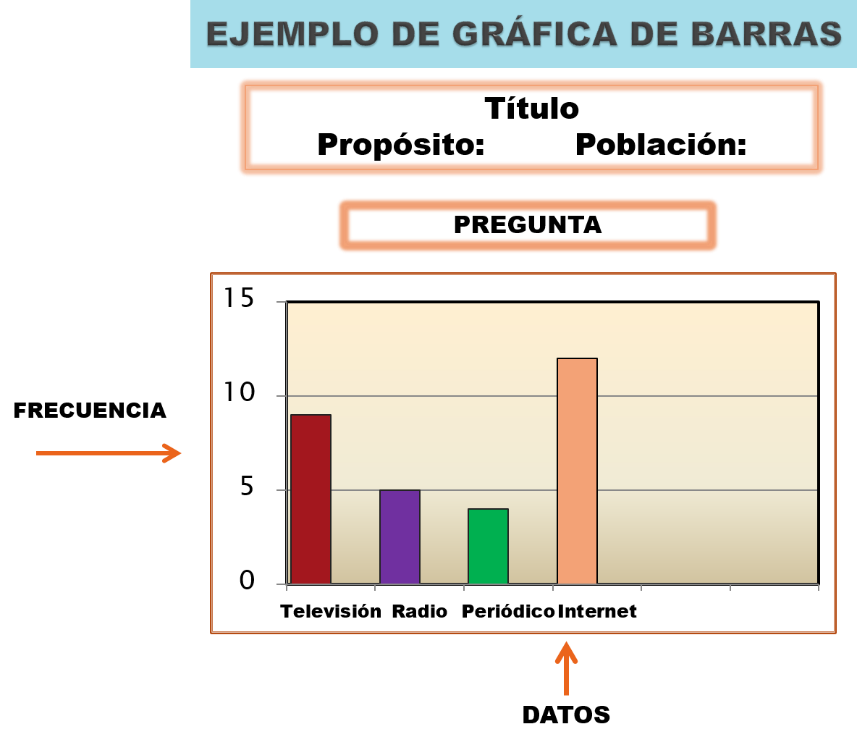 EJEMPLO DE GRÁFICA DE BARRAS
Título
Propósito: Población:
PREGUNTA
15
10
FRECUENCIA
5
0
Televisión Radio Periódico Internet
DATOS